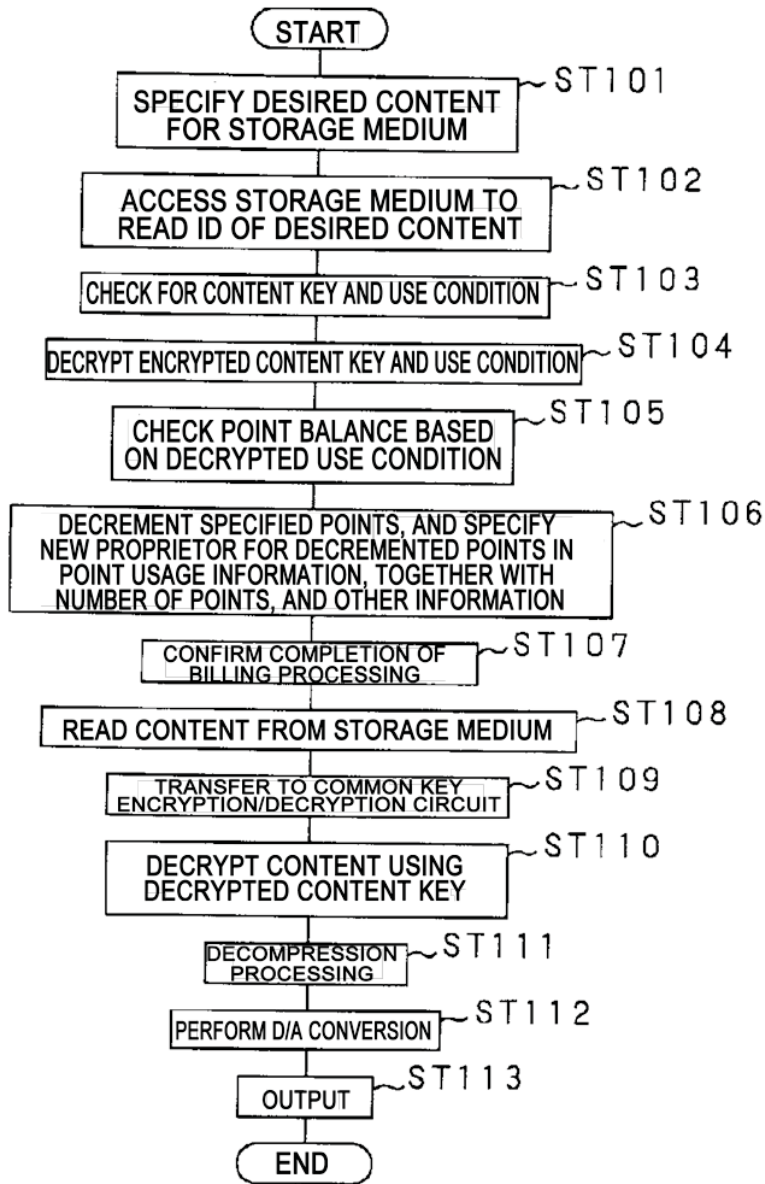 START
ST101
SPECIFY DESIRED CONTENT
FOR STORAGE MEDIUM
ST102
ACCESS STORAGE MEDIUM TO
READ ID OF DESIRED CONTENT
ST103
CHECK FOR CONTENT KEY AND USE CONDITION
ST104
DECRYPT ENCRYPTED CONTENT KEY AND USE CONDITION
ST105
CHECK POINT BALANCE BASED
ON DECRYPTED USE CONDITION
ST106
DECREMENT SPECIFIED POINTS, AND SPECIFY
NEW PROPRIETOR FOR DECREMENTED POINTS IN
POINT USAGE INFORMATION, TOGETHER WITH
NUMBER OF POINTS, AND OTHER INFORMATION
ST107
CONFIRM COMPLETION OF
BILLING PROCESSING
ST108
READ CONTENT FROM STORAGE MEDIUM
ST109
TRANSFER TO COMMON KEY
ENCRYPTION/DECRYPTION CIRCUIT
ST110
DECRYPT CONTENT USING
DECRYPTED CONTENT KEY
ST111
DECOMPRESSION
PROCESSING
ST112
PERFORM D/A CONVERSION
ST113
OUTPUT
END